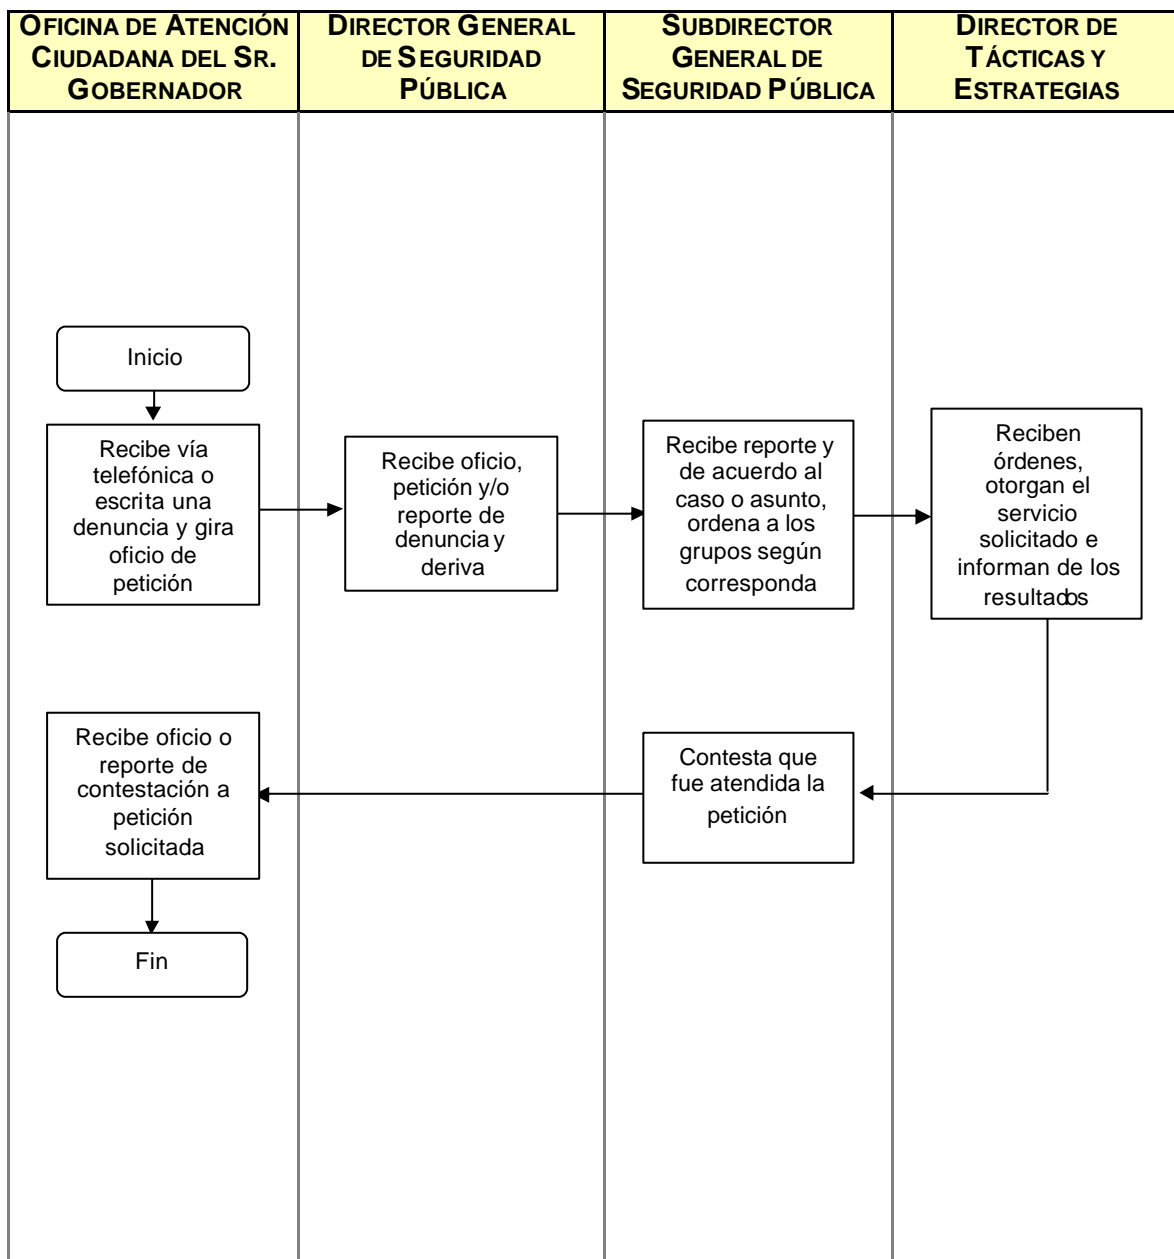 OFICINA DE ATENCIÓN
CIUDADANA DEL SR.
GOBERNADOR
DIRECTOR GENERAL
DE SEGURIDAD
PÚBLICA
SUBDIRECTOR
GENERAL DE
SEGURIDAD PÚBLICA
DIRECTOR DE
TÁCTICAS Y
ESTRATEGIAS
Inicio
Recibe vía
telefónica o
escrita una
denuncia y gira
oficio de
petición
Recibe oficio,
petición y/o
reporte de
denuncia y
deriva
Recibe reporte y
de acuerdo al
caso o asunto,
ordena a los
grupos según
corresponda
Reciben
órdenes,
otorgan el
servicio
solicitado e
informan de los
resultados
Contesta que
fue atendida la
petición
Recibe oficio o
reporte de
contestación a
petición
solicitada
Fin